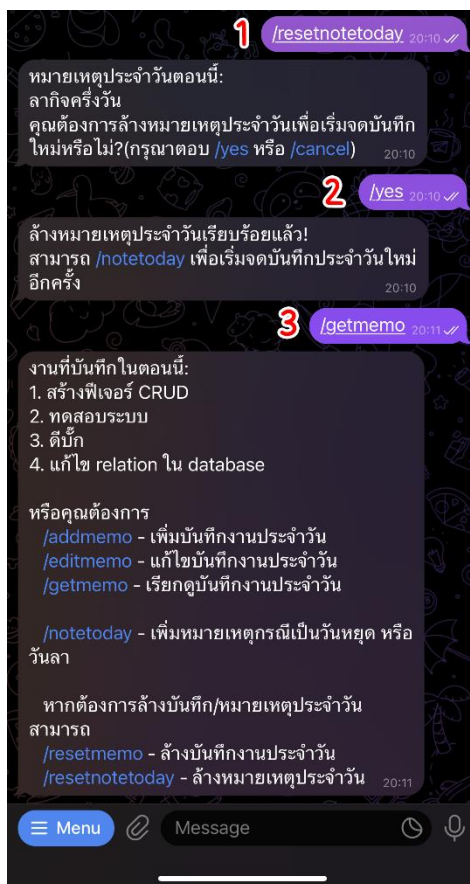 1 /resetnotetoday 20:10
หมายเหตุประจำวันตอนนี้:
ลากิจครึ่งวัน
คุณต้องการล้างหมายเหตุประจำวันเพื่อเริ่มจดบันทึก
ใหม่หรือไม่?(กรุณาตอบ /yes หรือ /cancel) 20:10
2 /yes 20:10
ล้างหมายเหตุประจำวันเรียบร้อยแล้ว!
สามารถ /notetoday เพื่อเริ่มจดบันทึกประจำวันใหม่
อีกครั้ง 20:10
3 /getmemo 20:11
งานที่บันทึกในตอนนี้:
1. สร้างฟีเจอร์ CRUD
2. ทดสอบระบบ
3. ดีบั๊ก
4. แก้ไข relation ใน database
หรือคุณต้องการ
/addmemo - เพิ่มบันทึกงานประจำวัน
/editmemo - แก้ไขบันทึกงานประจำวัน
/getmemo - เรียกดูบันทึกงานประจำวัน
/notetoday - เพิ่มหมายเหตุกรณีเป็นวันหยุด หรือ
วันลา
หากต้องการล้างบันทึก/หมายเหตุประจำวัน
สามารถ
/resetmemo - ล้างบันทึกงานประจำวัน
/resetnotetoday - ล้างหมายเหตุประจำวัน 20:11
Menu Message